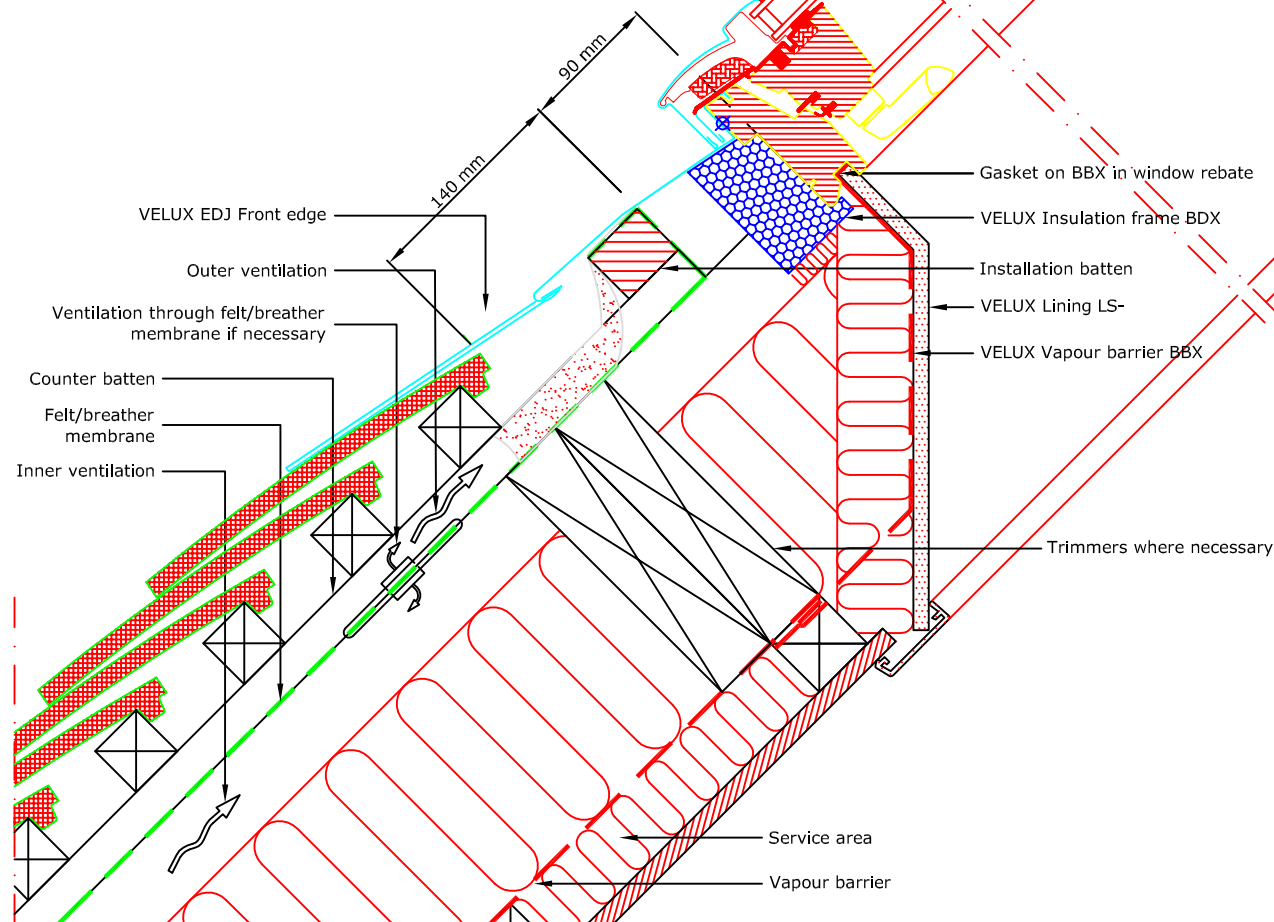 90 mm
140 mm
VELUX EDJ Front edge
Outer ventilation
Ventilation through felt/breather
membrane if necessary
Counter batten
Felt/breather
membrane
Inner ventilation
Gasket on BBX in window rebate
VELUX Insulation frame BDX
Installation batten
VELUX Lining LS-
VELUX Vapour barrier BBX
Trimmers where necessary
Service area
Vapour barrier